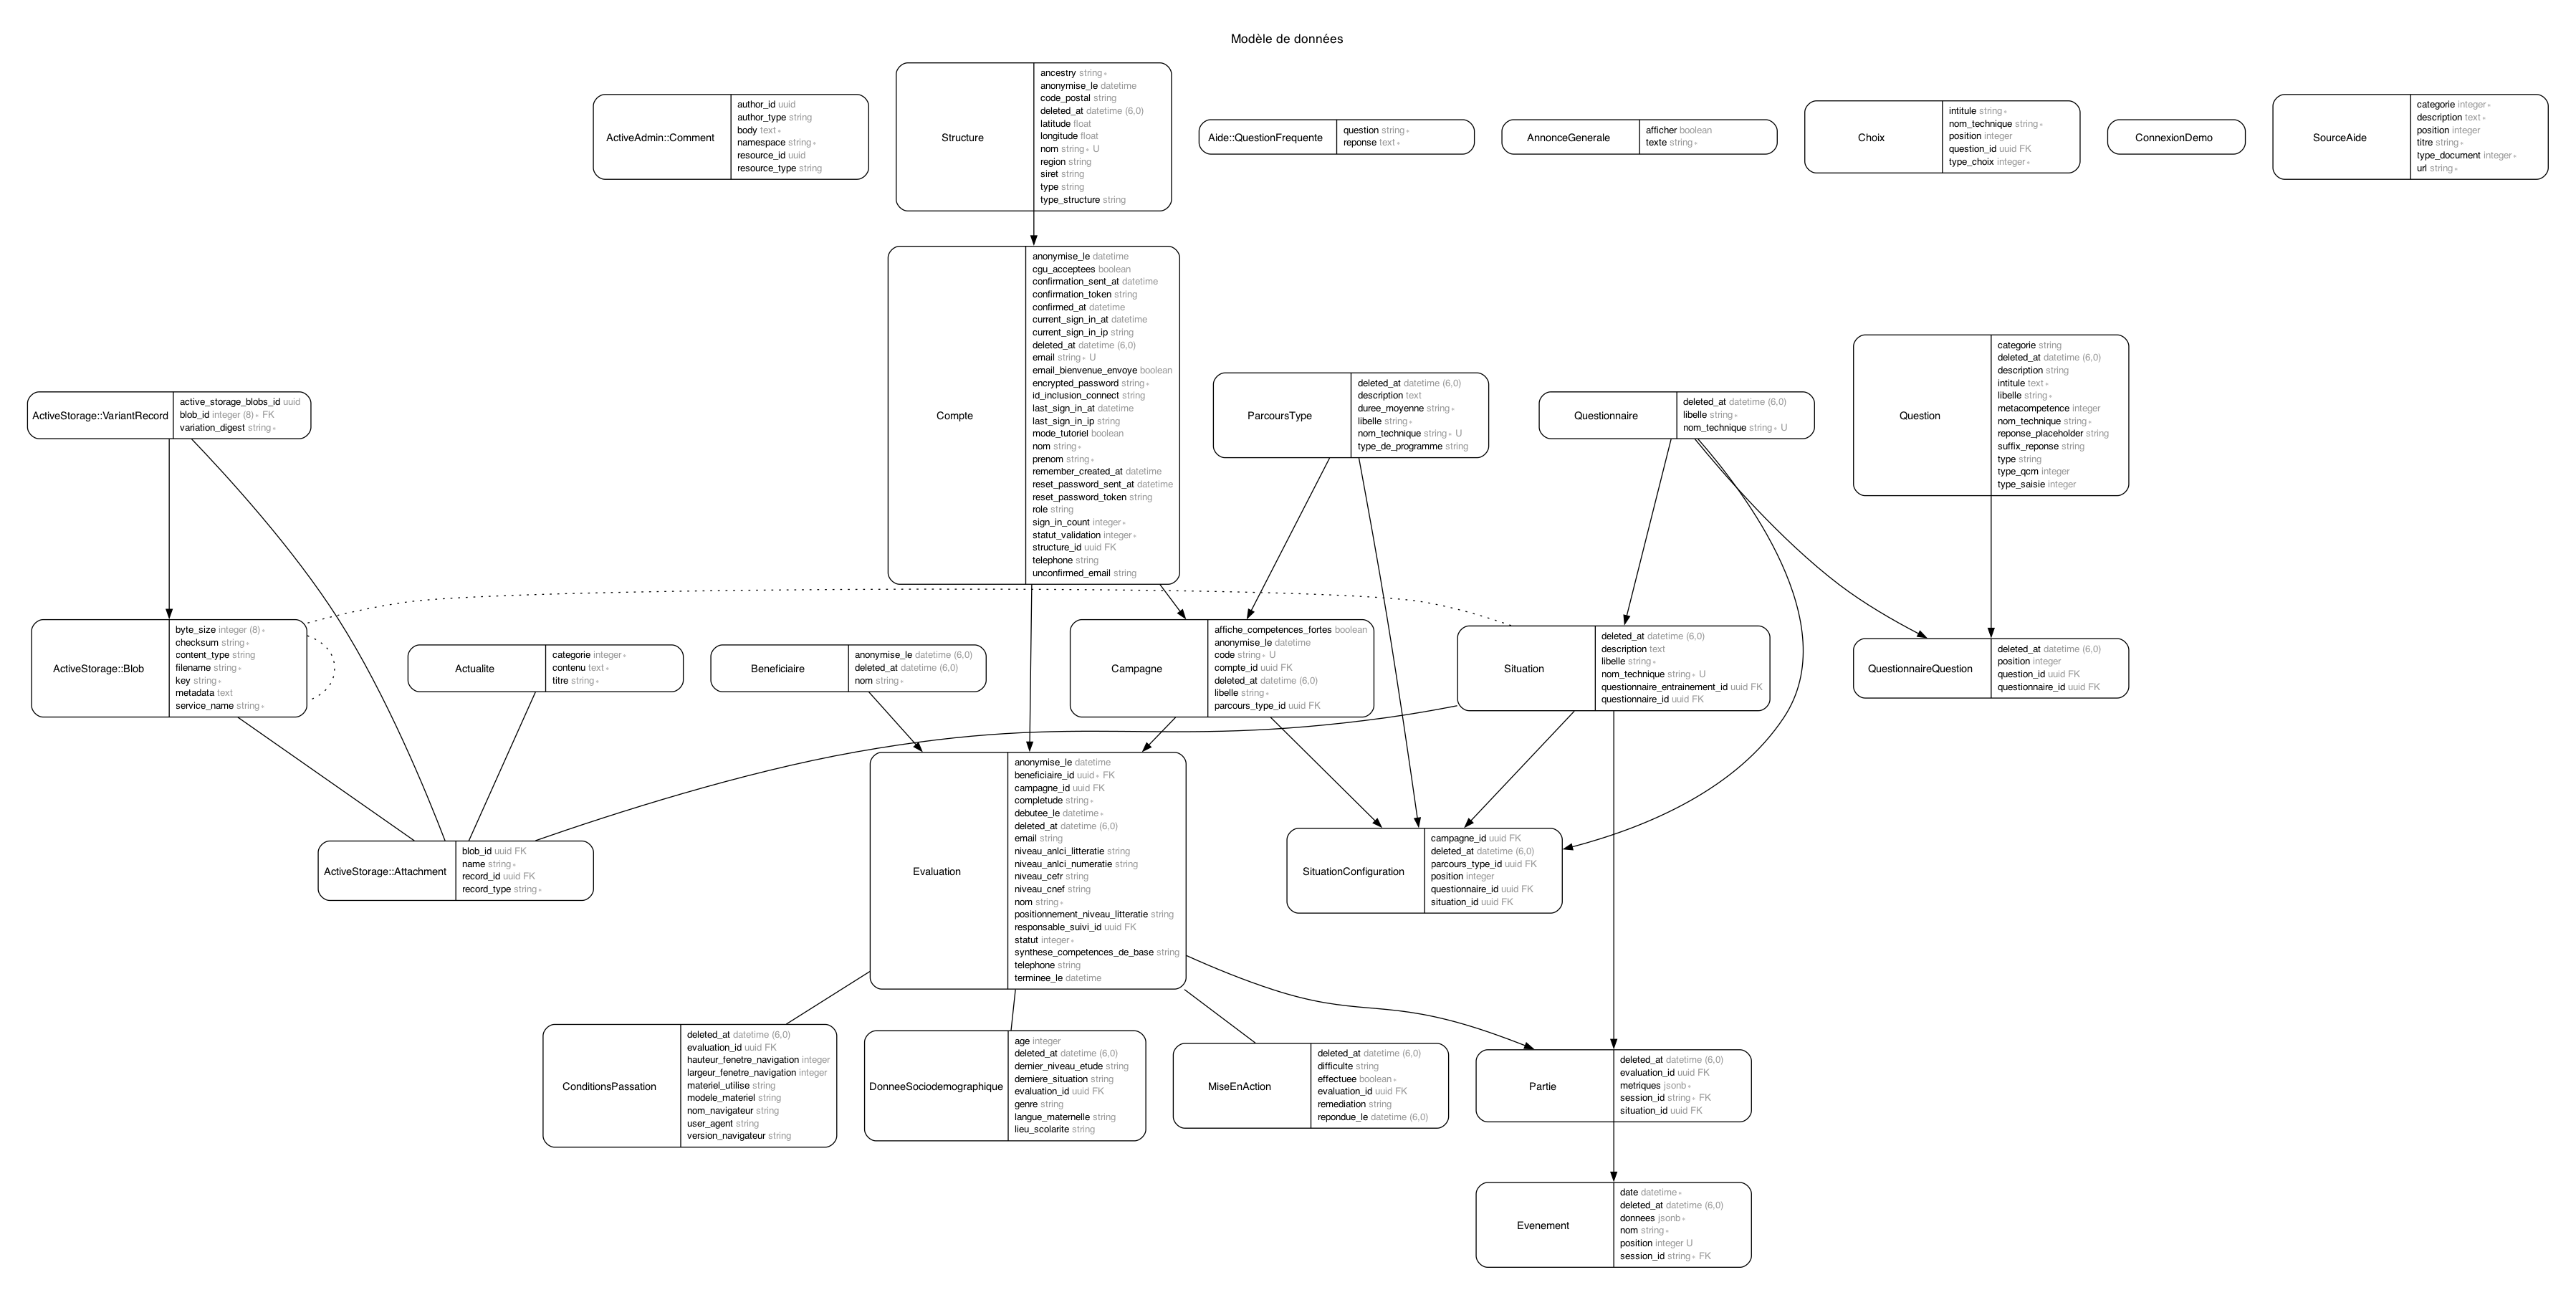 Modèle de données
ActiveAdmin::Comment
author_id uuid
author_type string
body text ∗
namespace string ∗
resource_id uuid
resource_type string
Structure
ancestry string ∗
anonymise_le datetime
code_postal string
deleted_at datetime (6,0)
latitude float
longitude float
nom string ∗ U
region string
siret string
type string
type_structure string
Aide::QuestionFrequente
question string ∗
reponse text ∗
AnnonceGenerale
afficher boolean
texte string ∗
Choix
intitule string ∗
nom_technique string ∗
position integer
question_id uuid FK
type_choix integer ∗
ConnexionDemo
SourceAide
categorie integer ∗
description text ∗
position integer
titre string ∗
type_document integer ∗
url string ∗
Compte
anonymise_le datetime
cgu_acceptees boolean
confirmation_sent_at datetime
confirmation_token string
confirmed_at datetime
current_sign_in_at datetime
current_sign_in_ip string
deleted_at datetime (6,0)
email string ∗ U
email_bienvenue_envoye boolean
encrypted_password string ∗
id_inclusion_connect string
last_sign_in_at datetime
last_sign_in_ip string
mode_tutoriel boolean
nom string ∗
prenom string ∗
remember_created_at datetime
reset_password_sent_at datetime
reset_password_token string
role string
sign_in_count integer ∗
statut_validation integer ∗
structure_id uuid FK
telephone string
unconfirmed_email string
ActiveStorage::VariantRecord
active_storage_blobs_id uuid
blob_id integer (8) ∗ FK
variation_digest string ∗
ParcoursType
deleted_at datetime (6,0)
description text
duree_moyenne string ∗
libelle string ∗
nom_technique string ∗ U
type_de_programme string
Questionnaire
deleted_at datetime (6,0)
libelle string ∗
nom_technique string ∗ U
Question
categorie string
deleted_at datetime (6,0)
description string
intitule text ∗
libelle string ∗
metacompetence integer
nom_technique string ∗
reponse_placeholder string
suffix_reponse string
type string
type_qcm integer
type_saisie integer
ActiveStorage::Blob
byte_size integer (8) ∗
checksum string ∗
content_type string
filename string ∗
key string ∗
metadata text
service_name string ∗
Actualite
categorie integer ∗
contenu text ∗
titre string ∗
Beneficiaire
anonymise_le datetime (6,0)
deleted_at datetime (6,0)
nom string ∗
Campagne
affiche_competences_fortes boolean
anonymise_le datetime
code string ∗ U
compte_id uuid FK
deleted_at datetime (6,0)
libelle string ∗
parcours_type_id uuid FK
Situation
deleted_at datetime (6,0)
description text
libelle string ∗
nom_technique string ∗ U
questionnaire_entrainement_id uuid FK
questionnaire_id uuid FK
QuestionnaireQuestion
deleted_at datetime (6,0)
position integer
question_id uuid FK
questionnaire_id uuid FK
ActiveStorage::Attachment
blob_id uuid FK
name string ∗
record_id uuid FK
record_type string ∗
Evaluation
anonymise_le datetime
beneficiaire_id uuid ∗ FK
campagne_id uuid FK
completude string ∗
debutee_le datetime ∗
deleted_at datetime (6,0)
email string
niveau_anlci_litteratie string
niveau_anlci_numeratie string
niveau_cefr string
niveau_cnef string
nom string ∗
positionnement_niveau_litteratie string
responsable_suivi_id uuid FK
statut integer ∗
synthese_competences_de_base string
telephone string
terminee_le datetime
SituationConfiguration
campagne_id uuid FK
deleted_at datetime (6,0)
parcours_type_id uuid FK
position integer
questionnaire_id uuid FK
situation_id uuid FK
ConditionsPassation
deleted_at datetime (6,0)
evaluation_id uuid FK
hauteur_fenetre_navigation integer
largeur_fenetre_navigation integer
materiel_utilise string
modele_materiel string
nom_navigateur string
user_agent string
version_navigateur string
DonneeSociodemographique
age integer
deleted_at datetime (6,0)
dernier_niveau_etude string
derniere_situation string
evaluation_id uuid FK
genre string
langue_maternelle string
lieu_scolarite string
MiseEnAction
deleted_at datetime (6,0)
difficulte string
effectuee boolean ∗
evaluation_id uuid FK
remediation string
repondue_le datetime (6,0)
Partie
deleted_at datetime (6,0)
evaluation_id uuid FK
metriques jsonb ∗
session_id string ∗ FK
situation_id uuid FK
Evenement
date datetime ∗
deleted_at datetime (6,0)
donnees jsonb ∗
nom string ∗
position integer U
session_id string ∗ FK